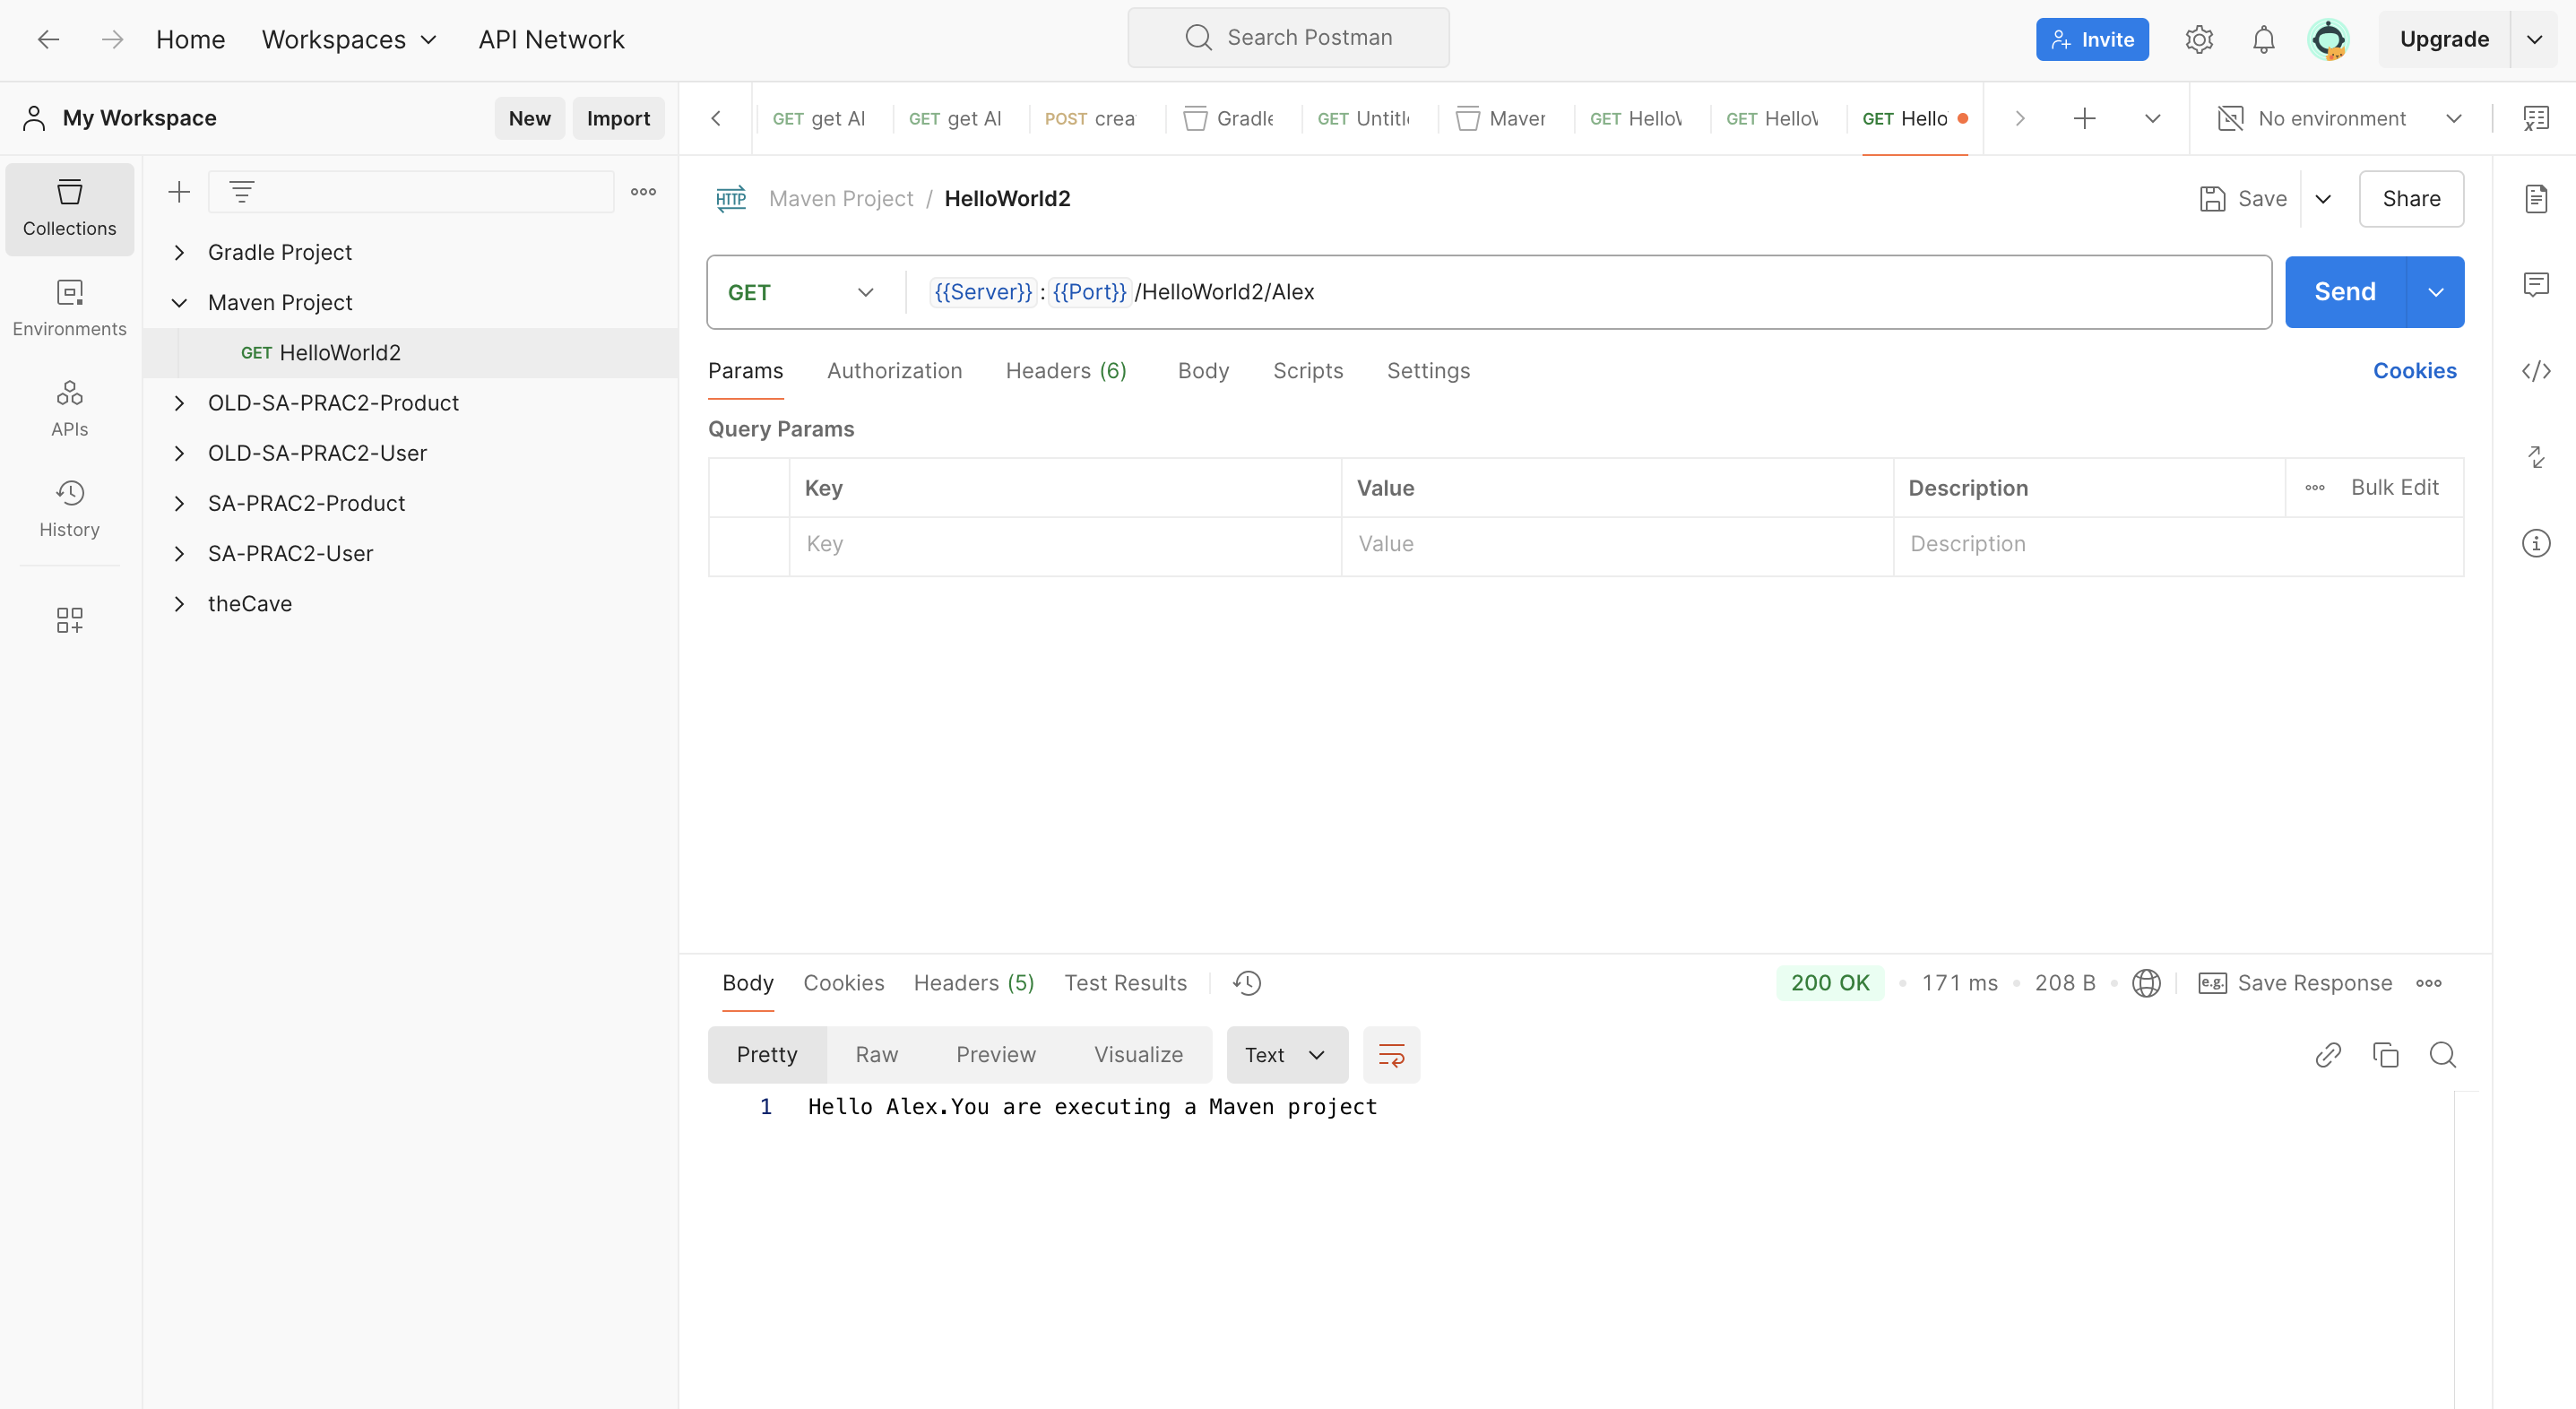 Home Workspaces API Network Search Postman Invite Upgrade
My Workspace New Import
GET get Al GET get Al POST crea Gradle GET Untitl Maver GET Hello GET Hello GET Hello No environment
Collections
Environments
APIs
History
Gradle Project
Maven Project
GET HelloWorld2
OLD-SA-PRAC2-Product
OLD-SA-PRAC2-User
SA-PRAC2-Product
SA-PRAC2-User
theCave
HTTP Maven Project / HelloWorld2 Save Share
GET {{Server}}:{{Port}}/HelloWorld2/Alex Send
Params Authorization Headers (6) Body Scripts Settings Cookies
Query Params
Key Value Description Bulk Edit
Key Value Description
Body Cookies Headers (5) Test Results 200 OK • 171 ms • 208 B • e.g. Save Response
Pretty Raw Preview Visualize Text
1 Hello Alex.You are executing a Maven project